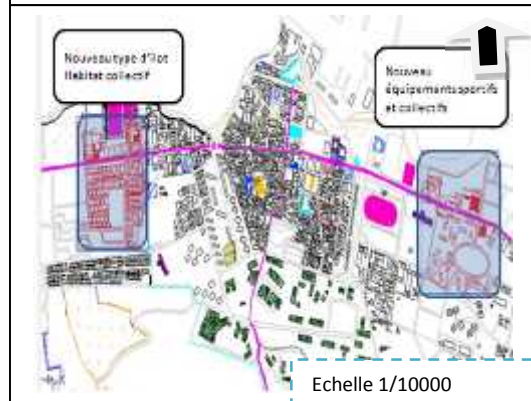 Nouveau type d'îlot
Habitat collectif
Nouveau
équipements sportifs
et collectifs
Echelle 1/10000